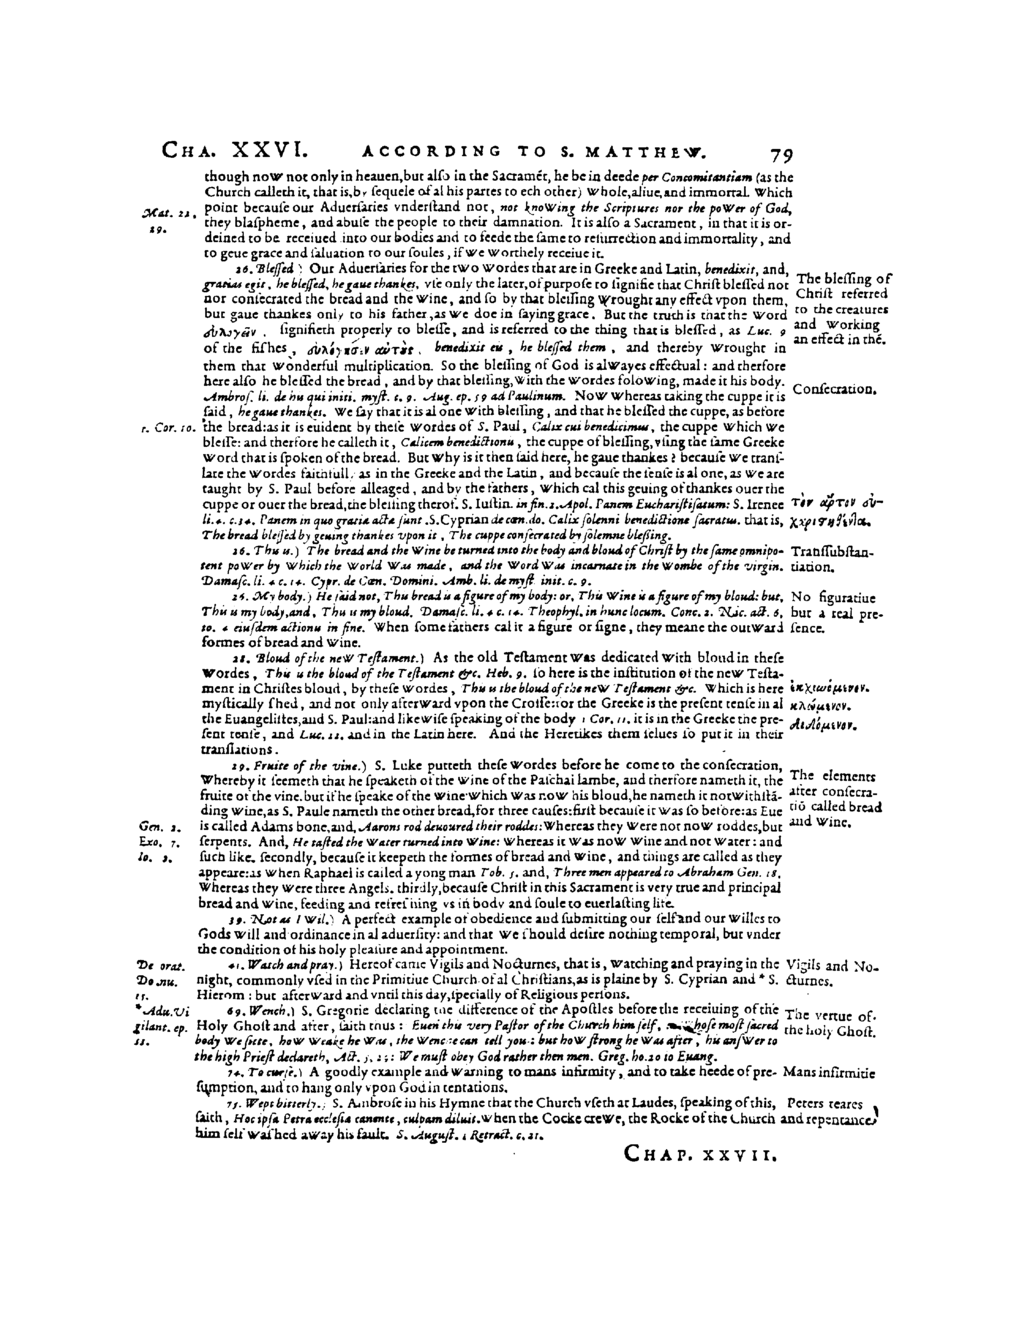 CHA. XXVI. ACCORDING TO S. MATTHEW. 79
though now not only in heauen, but also in the Sacramēt, he be in deede per Concomitantiam (as the
Church calleth it, that is, by sequele of al his partes to ech other) whole, aliue, and immortal. Which
Mat. 22, 29.
point because our Aduersaries vnderstand not, not knowing the Scriptures nor the power of God,
they blaspheme, and abuse the people to their damnation. It is also a Sacrament, in that it is or-
deined to be receiued into our bodies and to feede the same to resurrection and immortality, and
to geue grace and saluation to our soules, if we worthely receiue it.
26. Blessed) Our Aduersaries for the two wordes that are in Greeke and Latin, benedixit, and,
The blessing of
Christ referred
to the creatures
and working
an effect in thē.
gratias egit, he blessed, he gaue thankes, vse only the later, of purpose to signifie that Christ blessed not
nor consecrated the bread and the wine, and so by that blessing wrought any effect vpon them,
but gaue thankes only to his father, as we doe in saying grace. But the truth is that the word
εὐλογεῖν, signifieth properly to blesse, and is referred to the thing that is blessed, as Luc. 9
of the fishes, εὐλόγησεν αὐτούς, benedixit eis, he blessed them, and thereby wrought in
them that wonderful multiplication. So the blessing of God is alwayes effectual: and therfore
here also he blessed the bread, and by that blessing, with the wordes folowing, made it his body.
Consecration.
Ambros. li. de his qui initi. myst. c. 9. Aug. ep. 59 ad Paulinum. Now whereas taking the cuppe it is
said, he gaue thankes. We say that it is al one with blessing, and that he blessed the cuppe, as before
1. Cor. 10.
the bread: as it is euident by these wordes of S. Paul, Calix cui benedicimus, the cuppe which we
blesse: and therfore he calleth it, Calicem benedictionis, the cuppe of blessing, vsing the same Greeke
word that is spoken of the bread. But why is it then said here, he gaue thankes? because we trans-
late the wordes faithfully as in the Greeke and the Latin, and because the sense is al one, as we are
taught by S. Paul before alleaged, and by the fathers, which cal this geuing of thankes ouer the
cuppe or ouer the bread, the blessing therof. S. Iustin. in fin. 2. Apol. Panem Eucharistisatum: S. Irenee
τὸν ἄρτον εὐ-
χαριστηθέντα.
li. 4. c. 34. Panem in quo gratiæ actæ sunt. S. Cyprian de cœn. do. Calix solenni benedictione sacratus. that is,
The bread blessed by geuing thankes vpon it, The cuppe consecrated by solemne blessing.
26. This is.) The bread and the wine be turned into the body and bloud of Christ by the same omnipo-
Transsubstan-
tiation.
tent power by which the world was made, and the word was incarnate in the wombe of the virgin.
Damasc. li. 4 c. 14. Cypr. de Cœn. Domini. Amb. li. de myst. init. c. 9.
26. My body.) He said not, This bread is a figure of my body: or, This wine is a figure of my bloud: but,
No figuratiue
but a real pre-
sence.
This is my body, and, This is my bloud. Damasc. li. 4 c. 14. Theophyl. in hunc locum. Conc. 2. Nic. act. 6,
to. 4 eiusdem actionis in fine. When some fathers cal it a figure or signe, they meane the outward
formes of bread and wine.
28. Bloud of the new Testament.) As the old Testament was dedicated with bloud in these
wordes, This is the bloud of the Testament &c. Heb. 9. so here is the institution of the new Testa-
ment in Christes bloud, by these wordes, This is the bloud of the new Testament &c. Which is here
ἐκχυνόμενον.
κλώμενον.
διδόμενον.
mystically shed, and not only afterward vpon the Crosse: for the Greeke is the present tense in al
the Euangelistes, and S. Paul: and likewise speaking of the body 1 Cor. 11. it is in the Greeke the pre-
sent tense, and Luc. 22. and in the Latin here. And the Heretikes them selues so put it in their
translations.
29. Fruite of the vine.) S. Luke putteth these wordes before he come to the consecration,
The elements
after consecra-
tiō called bread
and wine.
whereby it seemeth that he speaketh of the wine of the Paschal lambe, and therfore nameth it, the
fruite of the vine. but if he speake of the wine which was now his bloud, he nameth it notwithstā-
ding wine, as S. Paule nameth the other bread, for three causes: first because it was so before: as Eue
Gen. 2.
Exo. 7.
Io. 2.
is called Adams bone, and, Aarons rod deuoured their roddes: Whereas they were not now roddes, but
serpents. And, He tasted the water turned into wine: whereas it was now wine and not water: and
such like. secondly, because it keepeth the formes of bread and wine, and things are called as they
appeare: as when Raphael is called a yong man Tob. 5. and, Three men appeared to Abraham Gen. 18.
Whereas they were three Angels. thirdly, because Christ in this Sacrament is very true and principal
bread and wine, feeding and refreshing vs in body and soule to euerlasting life.
39. Not as I wil.) A perfect example of obedience and submitting our self and our willes to
Gods will and ordinance in al aduersity: and that we should desire nothing temporal, but vnder
the condition of his holy pleasure and appointment.
De orat.
Do. nu.
15.
41. Watch and pray.) Hereof came Vigils and Nocturnes, that is, watching and praying in the
Vigils and No-
cturnes.
night, commonly vsed in the Primitiue Church of al Christians, as is plaine by S. Cyprian and * S.
Hierom: but afterward and vntil this day, specially of Religious persons.
* Adu. Vi
gilant. ep.
69. Wench.) S. Gregorie declaring the difference of the Apostles before the receiuing of the
The vertue of
the holy Ghost.
Holy Ghost and after, saith thus: Euen this very Pastor of the Church him self, whose most sacred
body we sitte, how weake he was, the wenche can tell you: but how strong he was after, his answer to
the high Priest declareth, Act. 5, 29: We must obey God rather then men. Greg. ho. 20 in Euang.
74. To curse.) A goodly example and warning to mans infirmity, and to take heede of pre-
Mans infirmitie
sumption, and to hang only vpon God in tentations.
75. Wept bitterly.) S. Ambrose in his Hymne that the Church vseth at Laudes, speaking of this,
Peters teares
and repentance
saith, Hoc ipsa Petra ecclesiæ canente, culpam diluit. when the Cocke crewe, the Rocke of the Church
him self washed away his fault. S. August. 1 Retract. c. 21.
CHAP. XXVII.